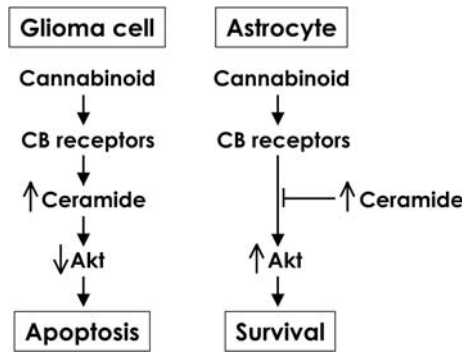 Glioma cell
Cannabinoid
CB receptors
↑Ceramide
↓Akt
Apoptosis
Astrocyte
Cannabinoid
CB receptors
↑Ceramide
↑Akt
Survival